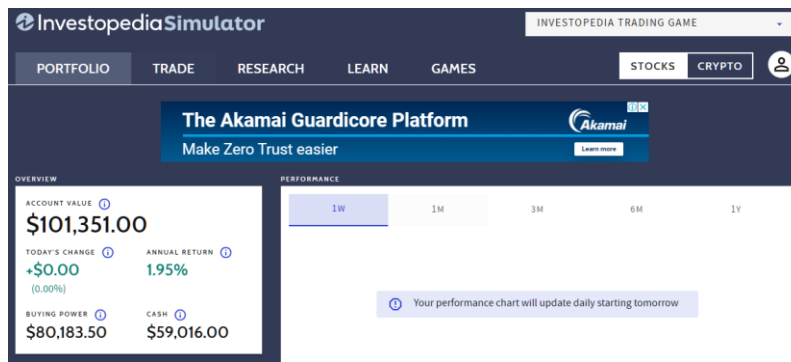 InvestopediaSimulator
INVESTOPEDIA TRADING GAME
PORTFOLIO TRADE RESEARCH LEARN GAMES
STOCKS CRYPTO
The Akamai Guardicore Platform
Make Zero Trust easier
Akamai
Learn more
OVERVIEW
ACCOUNT VALUE
$101,351.00
TODAY'S CHANGE ANNUAL RETURN
+$0.00 1.95%
(0.00%)
BUYING POWER CASH
$80,183.50 $59,016.00
PERFORMANCE
1W 1M 3M 6M 1Y
Your performance chart will update daily starting tomorrow